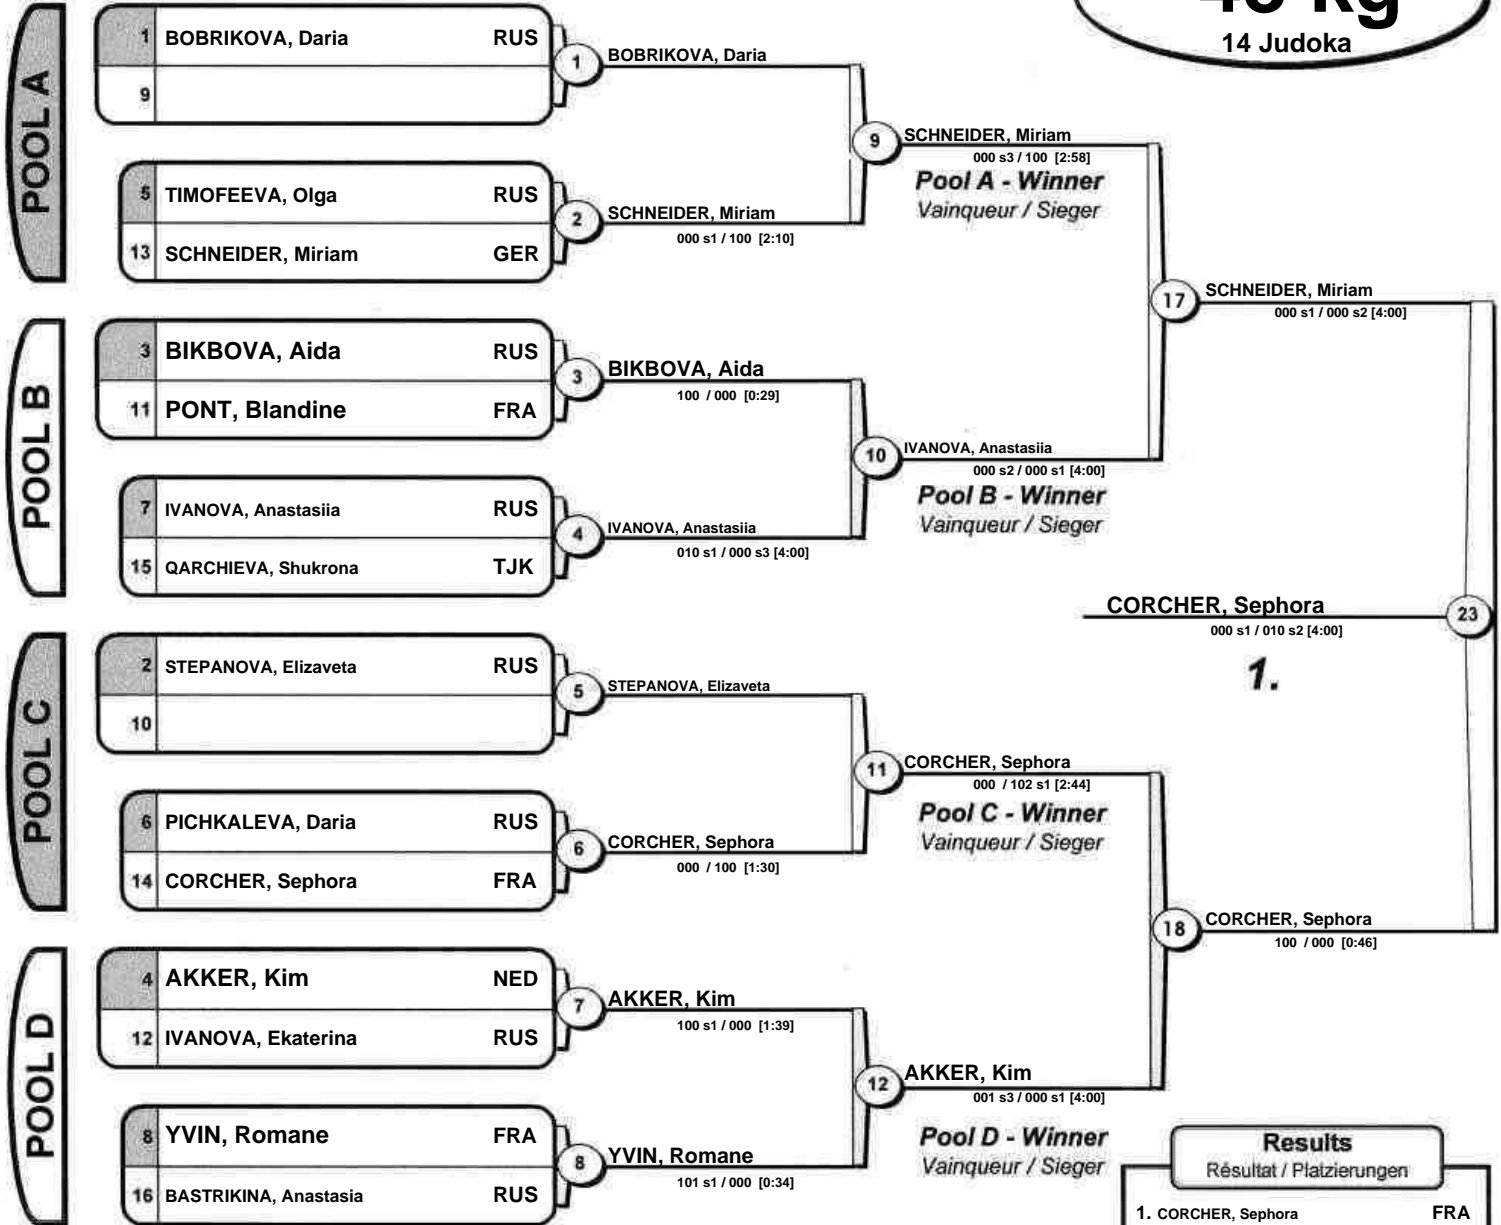 14 Judoka
POOL A
1 BOBRIKOVA, Daria RUS
9
5 TIMOFEEVA, Olga RUS
13 SCHNEIDER, Miriam GER
1 BOBRIKOVA, Daria
2 SCHNEIDER, Miriam
000 s1 / 100 [2:10]
9 SCHNEIDER, Miriam
000 s3 / 100 [2:58]
Pool A - Winner
Vainqueur / Sieger
POOL B
3 BIKBOVA, Aida RUS
11 PONT, Blandine FRA
7 IVANOVA, Anastasiia RUS
15 QARCHIEVA, Shukrona TJK
3 BIKBOVA, Aida
100 / 000 [0:29]
4 IVANOVA, Anastasiia
010 s1 / 000 s3 [4:00]
10 IVANOVA, Anastasiia
000 s2 / 000 s1 [4:00]
Pool B - Winner
Vainqueur / Sieger
17 SCHNEIDER, Miriam
000 s1 / 000 s2 [4:00]
CORCHER, Sephora 23
000 s1 / 010 s2 [4:00]
1.
POOL C
2 STEPANOVA, Elizaveta RUS
10
6 PICHKALEVA, Daria RUS
14 CORCHER, Sephora FRA
5 STEPANOVA, Elizaveta
6 CORCHER, Sephora
000 / 100 [1:30]
11 CORCHER, Sephora
000 / 102 s1 [2:44]
Pool C - Winner
Vainqueur / Sieger
POOL D
4 AKKER, Kim NED
12 IVANOVA, Ekaterina RUS
8 YVIN, Romane FRA
16 BASTRIKINA, Anastasia RUS
7 AKKER, Kim
100 s1 / 000 [1:39]
8 YVIN, Romane
101 s1 / 000 [0:34]
12 AKKER, Kim
001 s3 / 000 s1 [4:00]
Pool D - Winner
Vainqueur / Sieger
18 CORCHER, Sephora
100 / 000 [0:46]
Results
Résultat / Platzierungen
1. CORCHER, Sephora FRA